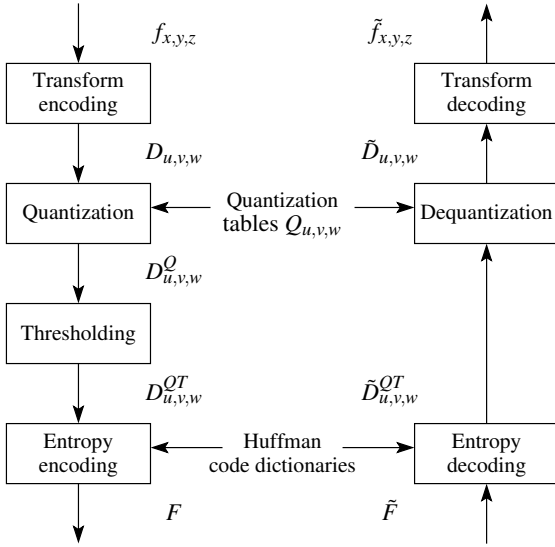 f_{x,y,z}
f̃_{x,y,z}
Transform
encoding
Transform
decoding
D_{u,v,w}
D̃_{u,v,w}
Quantization
Quantization
tables Q_{u,v,w}
Dequantization
D^{Q}_{u,v,w}
Thresholding
D^{QT}_{u,v,w}
D̃^{QT}_{u,v,w}
Entropy
encoding
Huffman
code dictionaries
Entropy
decoding
F
F̃